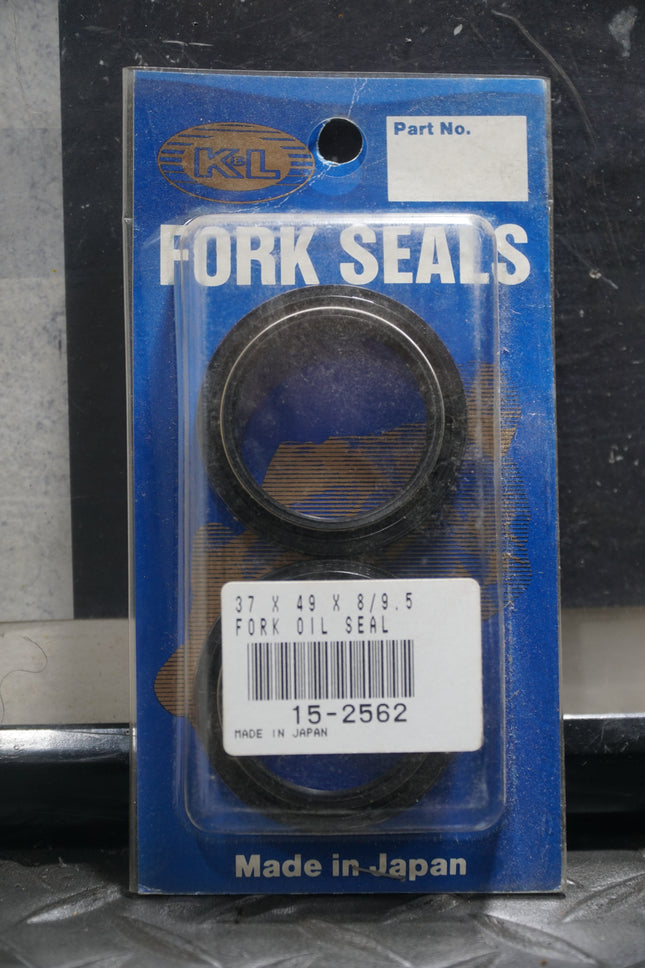 K&L
Part No.
FORK SEALS
37 X 49 X 8/9.5
FORK OIL SEAL
15-2562
MADE IN JAPAN
Made in Japan